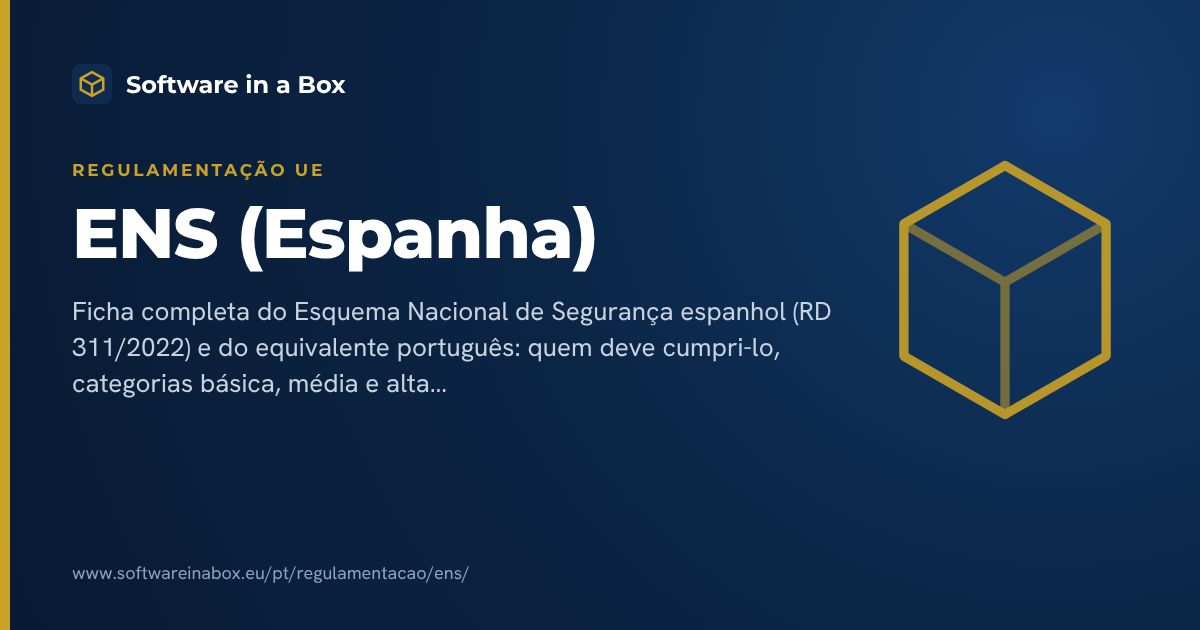 Software in a Box
REGULAMENTAÇÃO UE
ENS (Espanha)
Ficha completa do Esquema Nacional de Segurança espanhol (RD
311/2022) e do equivalente português: quem deve cumpri-lo,
categorias básica, média e alta...
www.softwareinabox.eu/pt/regulamentacao/ens/